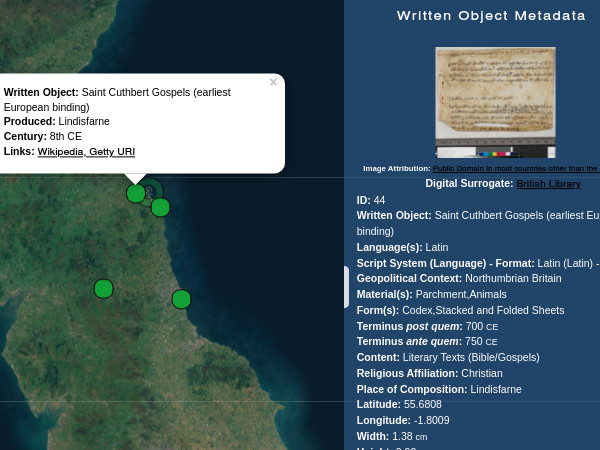 Written Object: Saint Cuthbert Gospels (earliest
European binding)
Produced: Lindisfarne
Century: 8th CE
Links: Wikipedia, Getty URI
×
Written Object Metadata
Image Attribution: Public Domain in most countries other than the
Digital Surrogate: British Library
ID: 44
Written Object: Saint Cuthbert Gospels (earliest Eu
binding)
Language(s): Latin
Script System (Language) - Format: Latin (Latin) -
Geopolitical Context: Northumbrian Britain
Material(s): Parchment,Animals
Form(s): Codex,Stacked and Folded Sheets
Terminus post quem: 700 CE
Terminus ante quem: 750 CE
Content: Literary Texts (Bible/Gospels)
Religious Affiliation: Christian
Place of Composition: Lindisfarne
Latitude: 55.6808
Longitude: -1.8009
Width: 1.38 cm